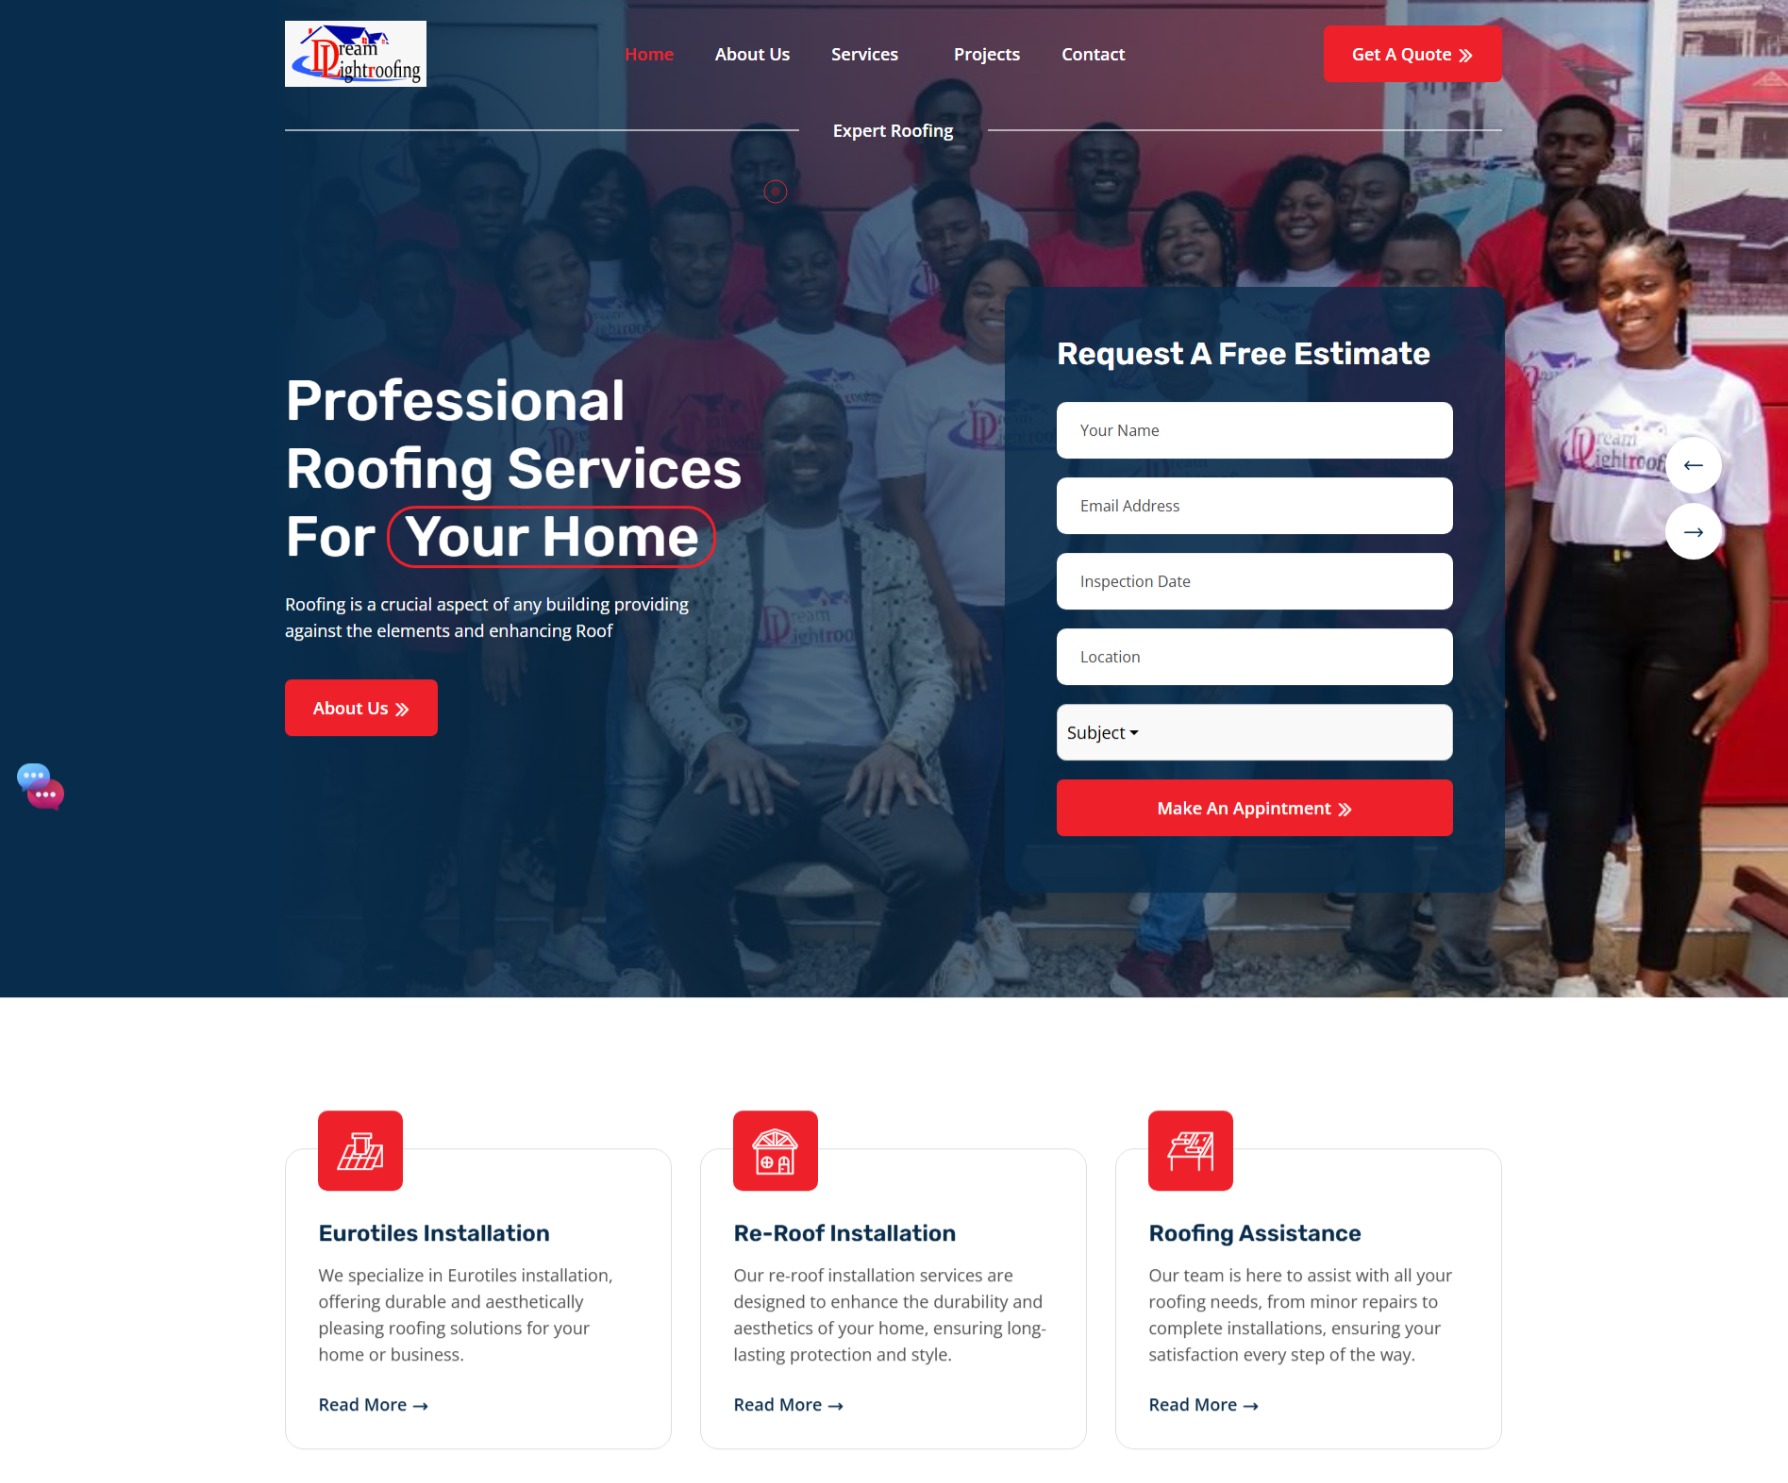 Dream
Lightroofing
Home
About Us
Services
Projects
Contact
Get A Quote
Expert Roofing
Professional
Roofing Services
For Your Home
Roofing is a crucial aspect of any building providing
against the elements and enhancing Roof
About Us
Request A Free Estimate
Your Name
Email Address
Inspection Date
Location
Subject
Make An Appintment
Dream
Lightroof
Dream
Lightroo
Eurotiles Installation
We specialize in Eurotiles installation,
offering durable and aesthetically
pleasing roofing solutions for your
home or business.
Read More →
Re-Roof Installation
Our re-roof installation services are
designed to enhance the durability and
aesthetics of your home, ensuring long-
lasting protection and style.
Read More →
Roofing Assistance
Our team is here to assist with all your
roofing needs, from minor repairs to
complete installations, ensuring your
satisfaction every step of the way.
Read More →